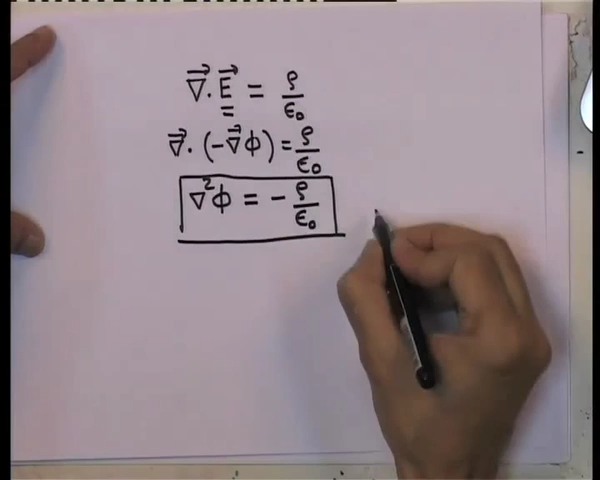 ∇⃗ · E⃗ = ρ/ε₀
∇⃗ · (-∇⃗ϕ) = ρ/ε₀
∇²ϕ = - ρ/ε₀